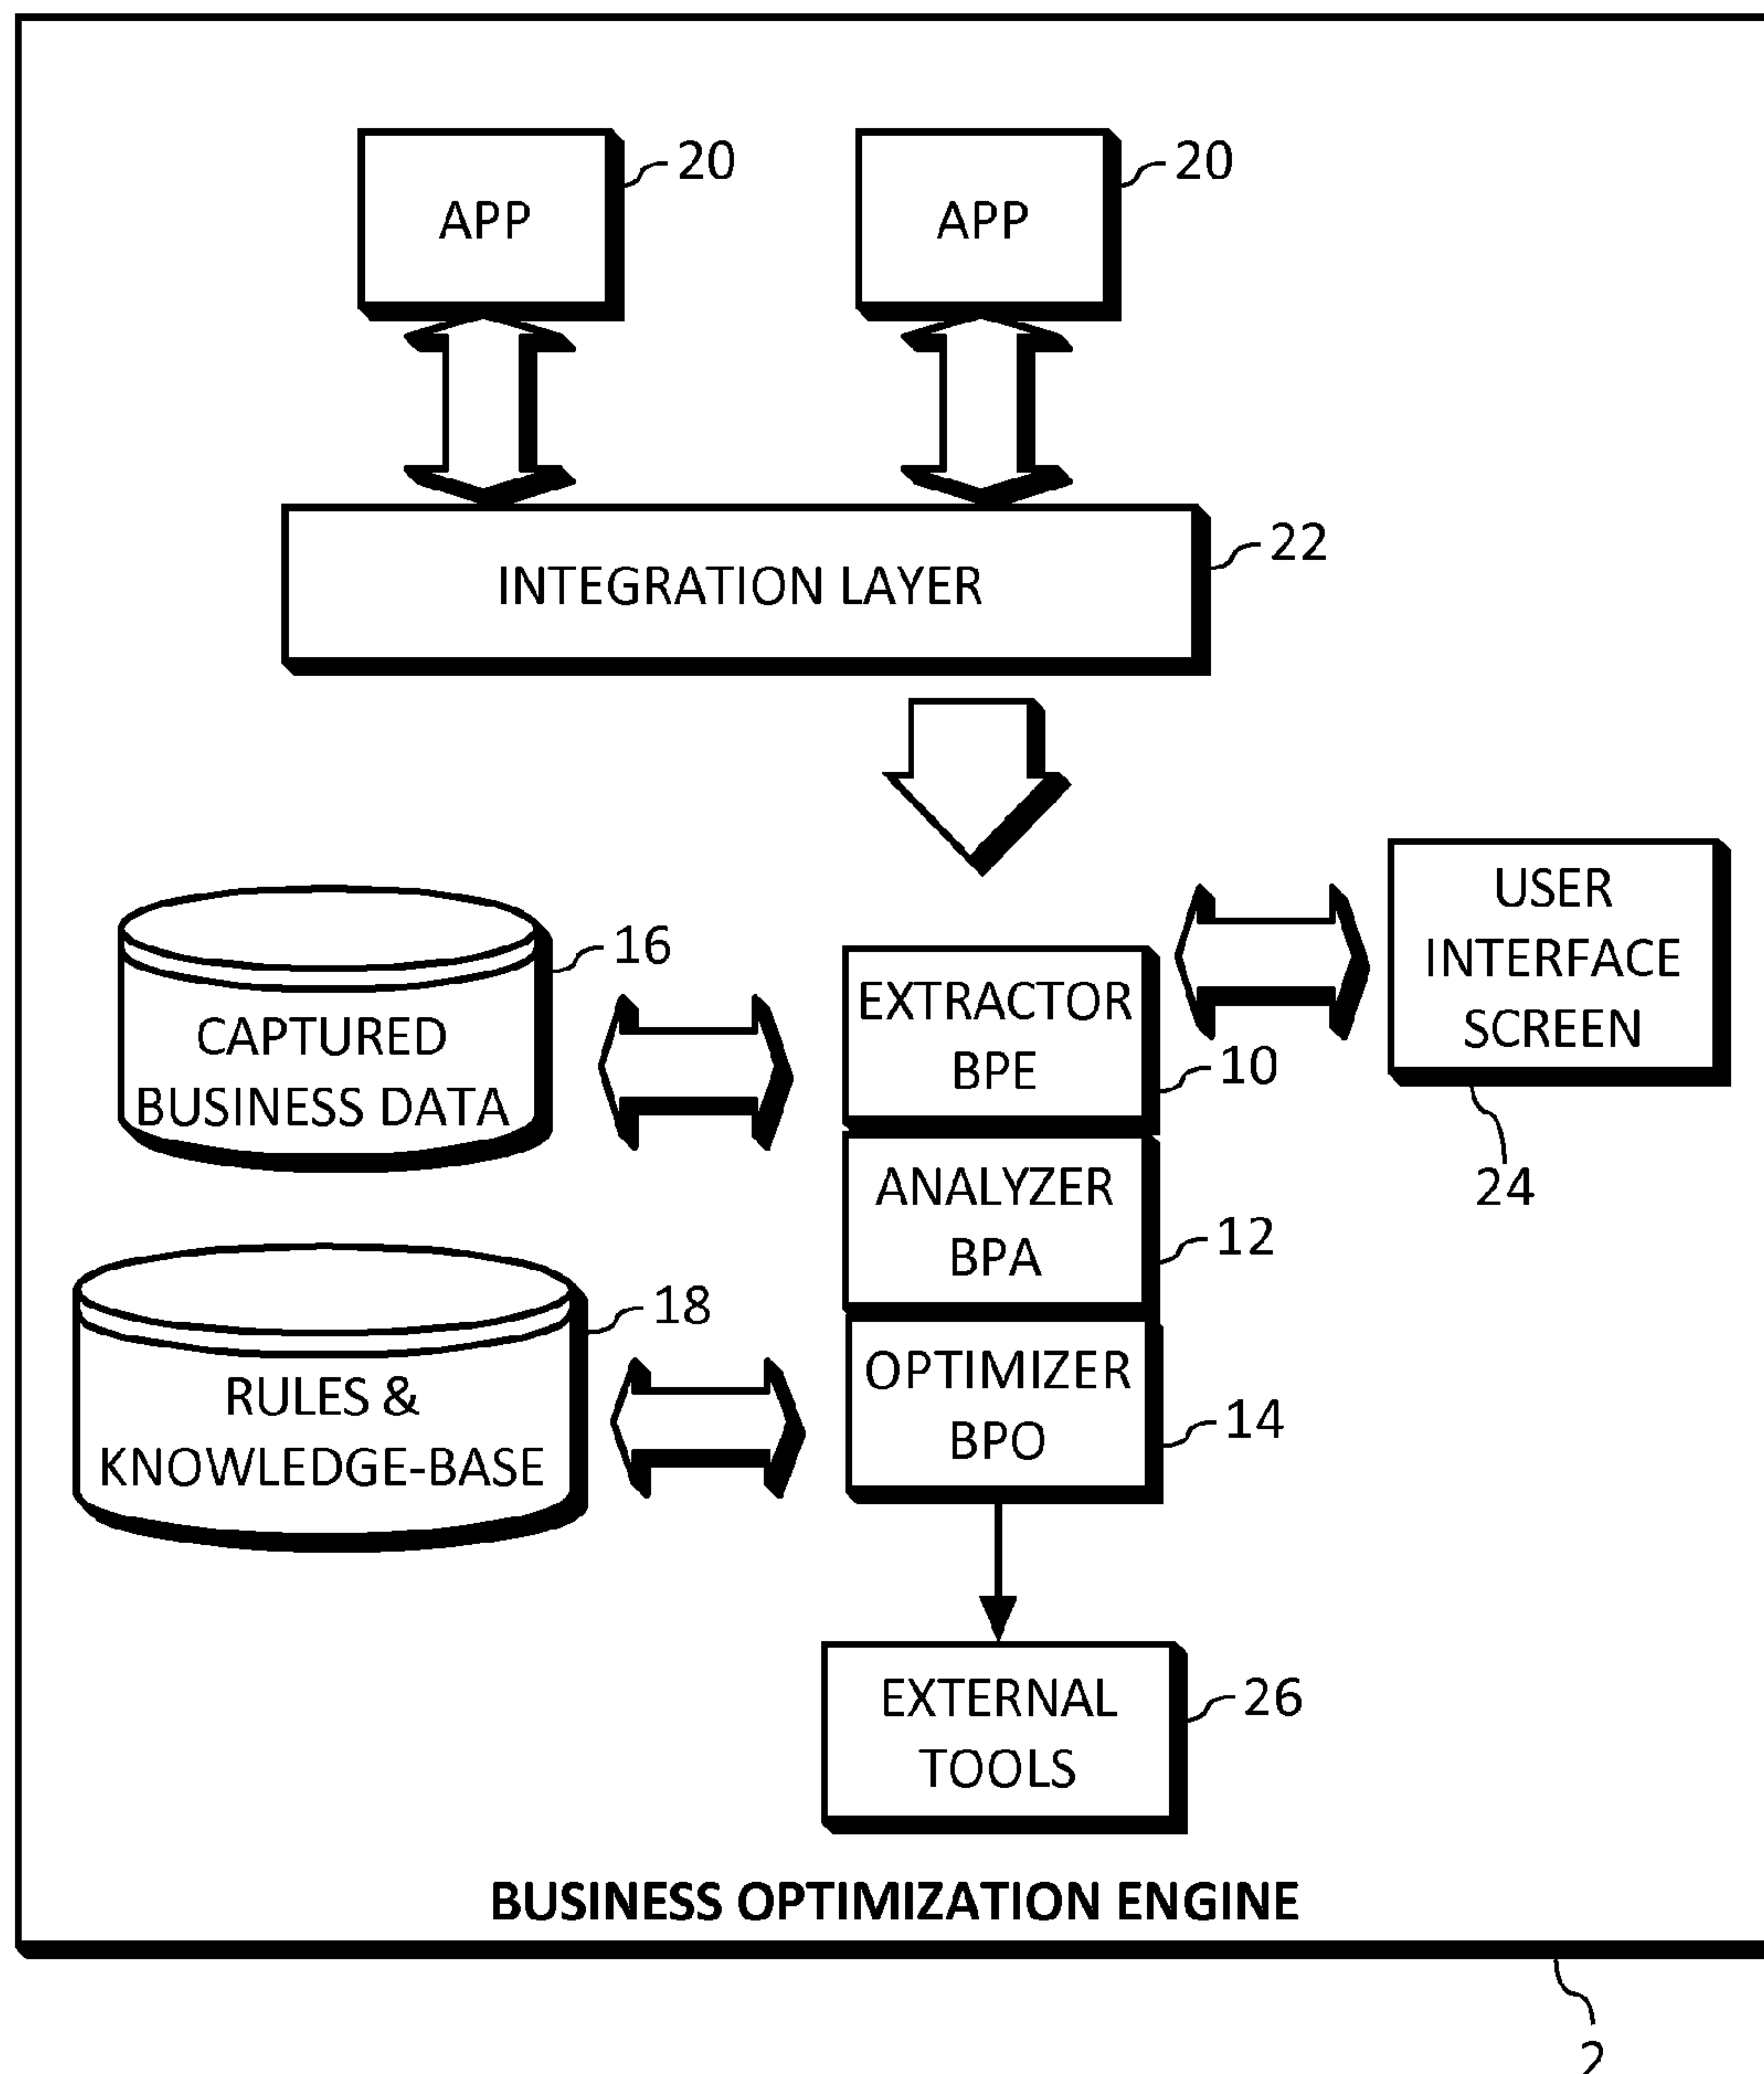 20
20
APP
APP
22
INTEGRATION LAYER
USER
INTERFACE
SCREEN
16
EXTRACTOR
BPE
CAPTURED
BUSINESS DATA
10
24
ANALYZER
BPA
12
18
RULES &
KNOWLEDGE-BASE
OPTIMIZER
BPO
14
EXTERNAL
TOOLS
26
BUSINESS OPTIMIZATION ENGINE
2